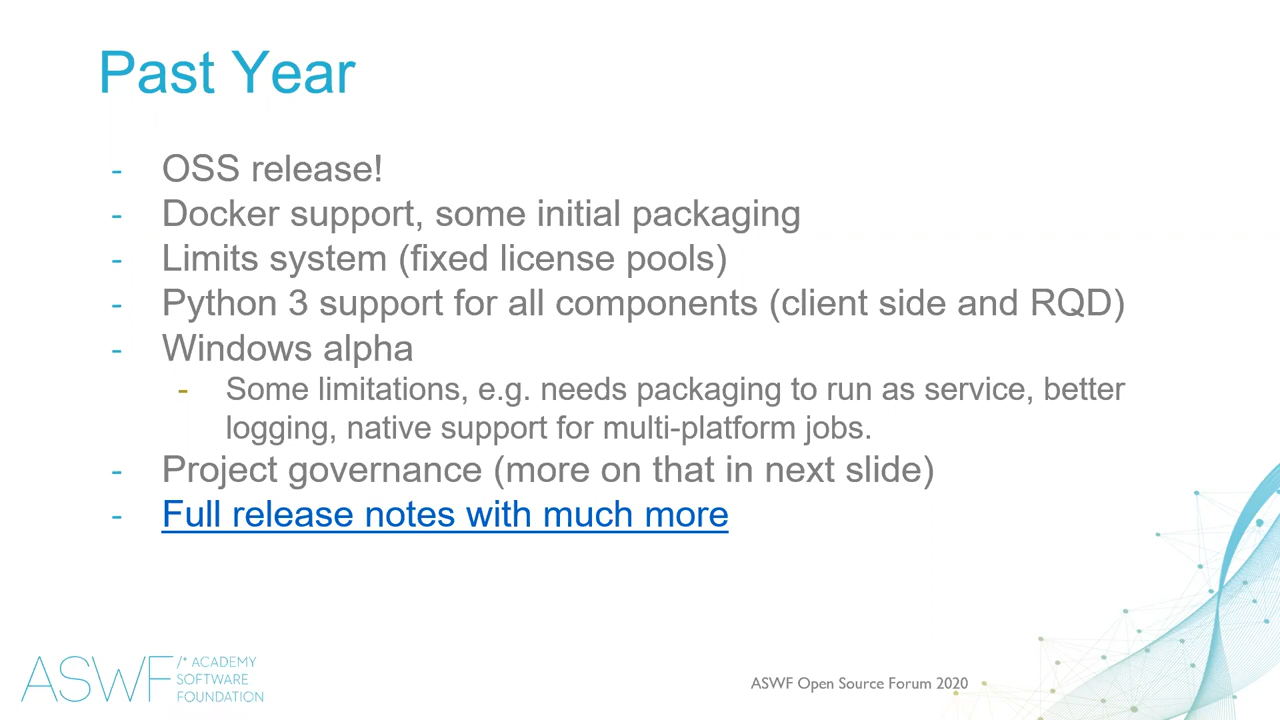 Past Year
- OSS release!
- Docker support, some initial packaging
- Limits system (fixed license pools)
- Python 3 support for all components (client side and RQD)
- Windows alpha
- Some limitations, e.g. needs packaging to run as service, better
logging, native support for multi-platform jobs.
- Project governance (more on that in next slide)
- Full release notes with much more
ASWF /* ACADEMY
SOFTWARE
FOUNDATION */
ASWF Open Source Forum 2020